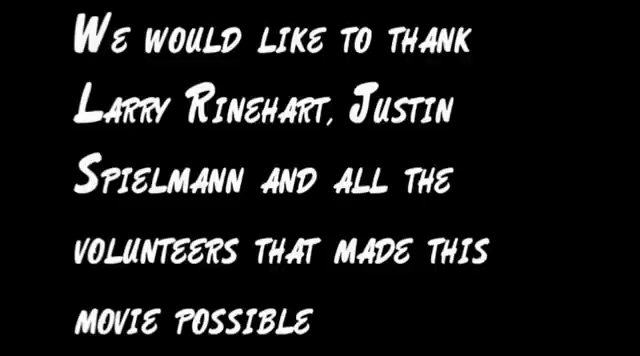 We would like to thank
Larry Rinehart, Justin
Spielmann and all the
volunteers that made this
movie possible